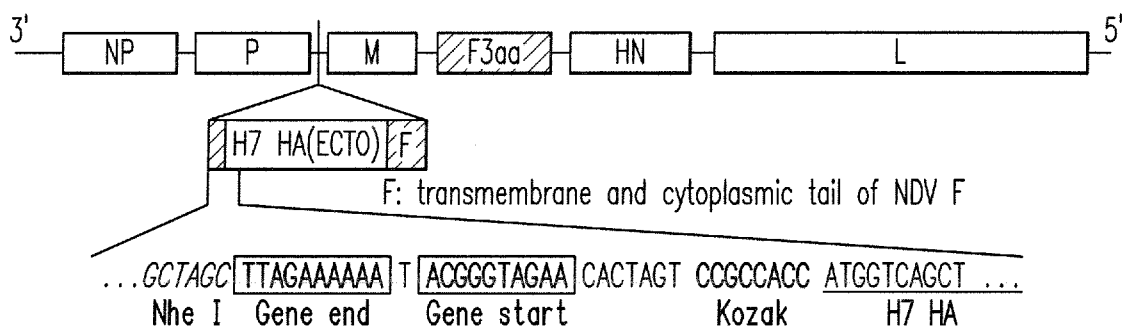 3' 5'
NP P M F3aa HN L
H7 HA(ECTO) F
F: transmembrane and cytoplasmic tail of NDV F
...GCTAGC TTAGAAAAAA T ACGGGTAGAA CACTAGT CCGCCACC ATGGTCAGCT ...
Nhe I Gene end Gene start Kozak H7 HA